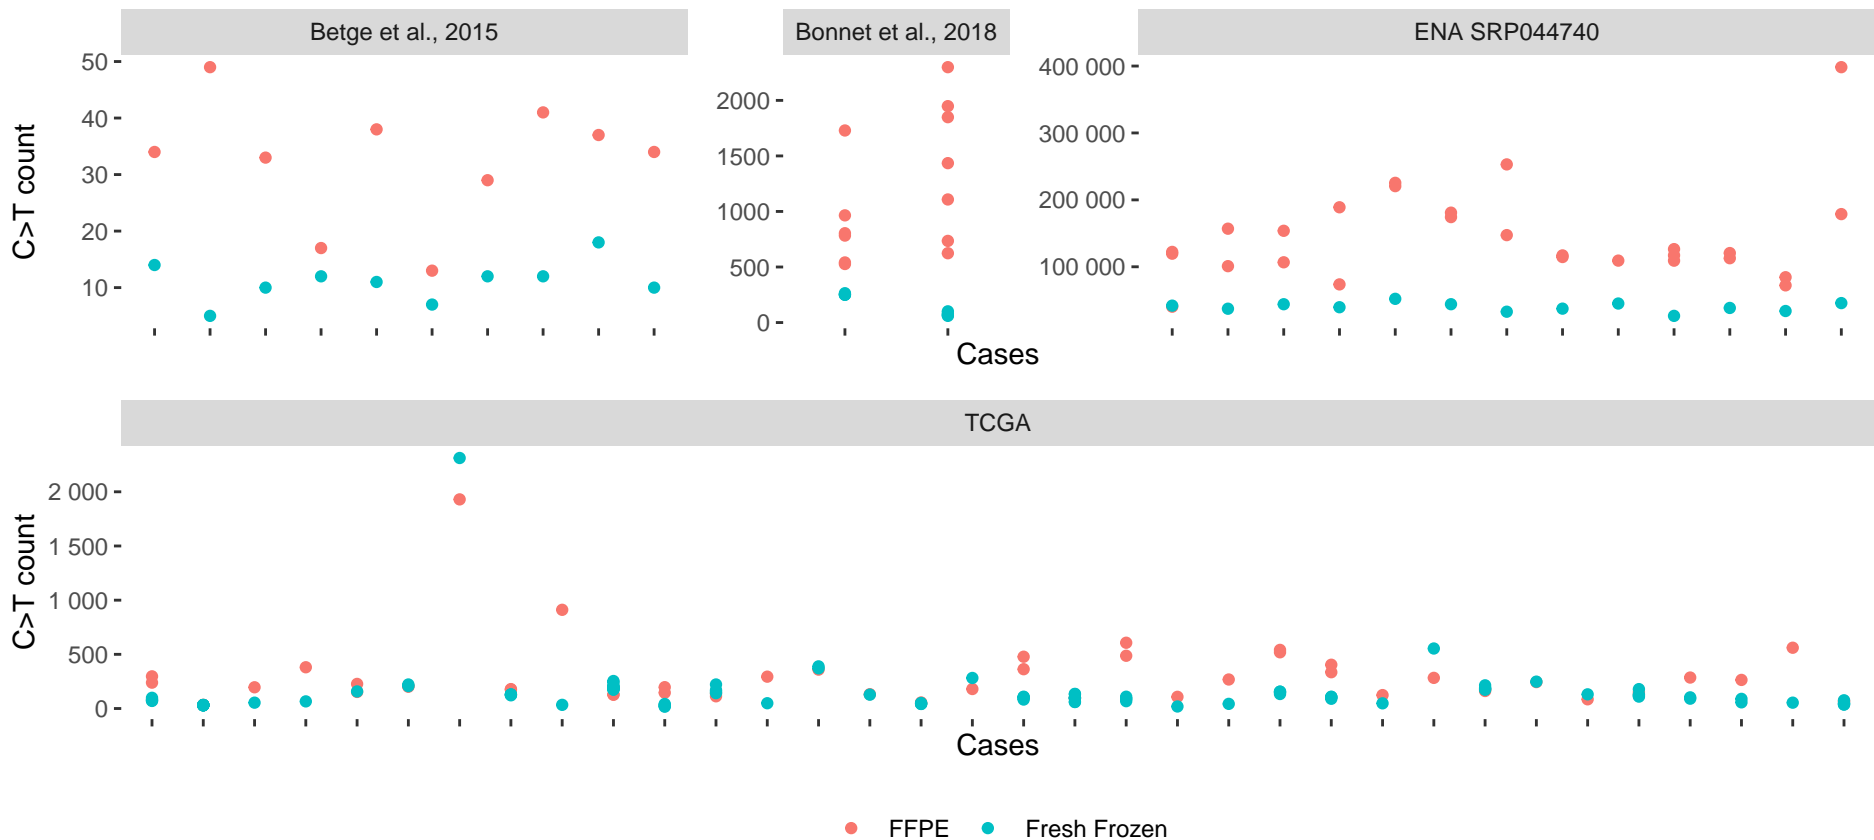 Betge et al., 2015
Bonnet et al., 2018
ENA SRP044740
C>T count
50
40
30
20
10
2000
1500
1000
500
0
400 000
300 000
200 000
100 000
Cases
TCGA
C>T count
2 000
1 500
1 000
500
0
Cases
FFPE
Fresh Frozen